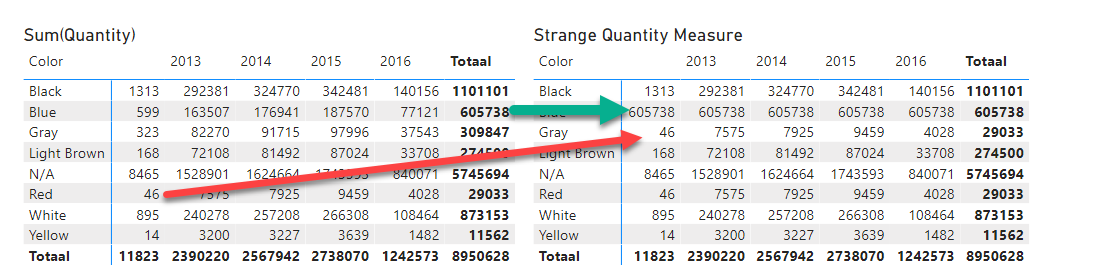 Sum(Quantity) Strange Quantity Measure
Color 2013 2014 2015 2016 Totaal Color 2013 2014 2015 2016 Totaal
Black 1313 292381 324770 342481 140156 1101101 Black 1313 292381 324770 342481 140156 1101101
Blue 599 163507 176941 187570 77121 605738 605738 605738 605738 605738 605738 605738
Gray 323 82270 91715 97996 37543 309847 Gray 46 7575 7925 9459 4028 29033
Light Brown 168 72108 81492 87024 33708 274500 Light Brown 168 72108 81492 87024 33708 274500
N/A 8465 1528901 1624664 1743593 840071 5745694 N/A 8465 1528901 1624664 1743593 840071 5745694
Red 46 7575 7925 9459 4028 29033 Red 46 7575 7925 9459 4028 29033
White 895 240278 257208 266308 108464 873153 White 895 240278 257208 266308 108464 873153
Yellow 14 3200 3227 3639 1482 11562 Yellow 14 3200 3227 3639 1482 11562
Totaal 11823 2390220 2567942 2738070 1242573 8950628 Totaal 11823 2390220 2567942 2738070 1242573 8950628